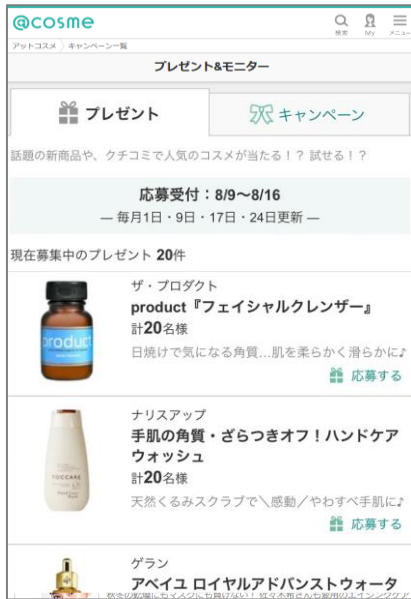 @cosme
検索 My メニュー
アットコスメ 〉 キャンペーン一覧
プレゼント&モニター
プレゼント
キャンペーン
話題の新商品や、クチコミで人気のコスメが当たる！？ 試せる！？
応募受付：8/9～8/16
― 毎月1日・9日・17日・24日更新 ―
現在募集中のプレゼント 20件
product
ザ・プロダクト
product『フェイシャルクレンザー』
計20名様
日焼けで気になる角質…肌を柔らかく滑らかに♪
応募する
ナリスアップ
手肌の角質・ざらつきオフ！ハンドケア
ウォッシュ
計20名様
天然くるみスクラブで＼感動／やわすべ手肌に♪
応募する
ゲラン
アベイユ ロイヤルアドバンストウォータ